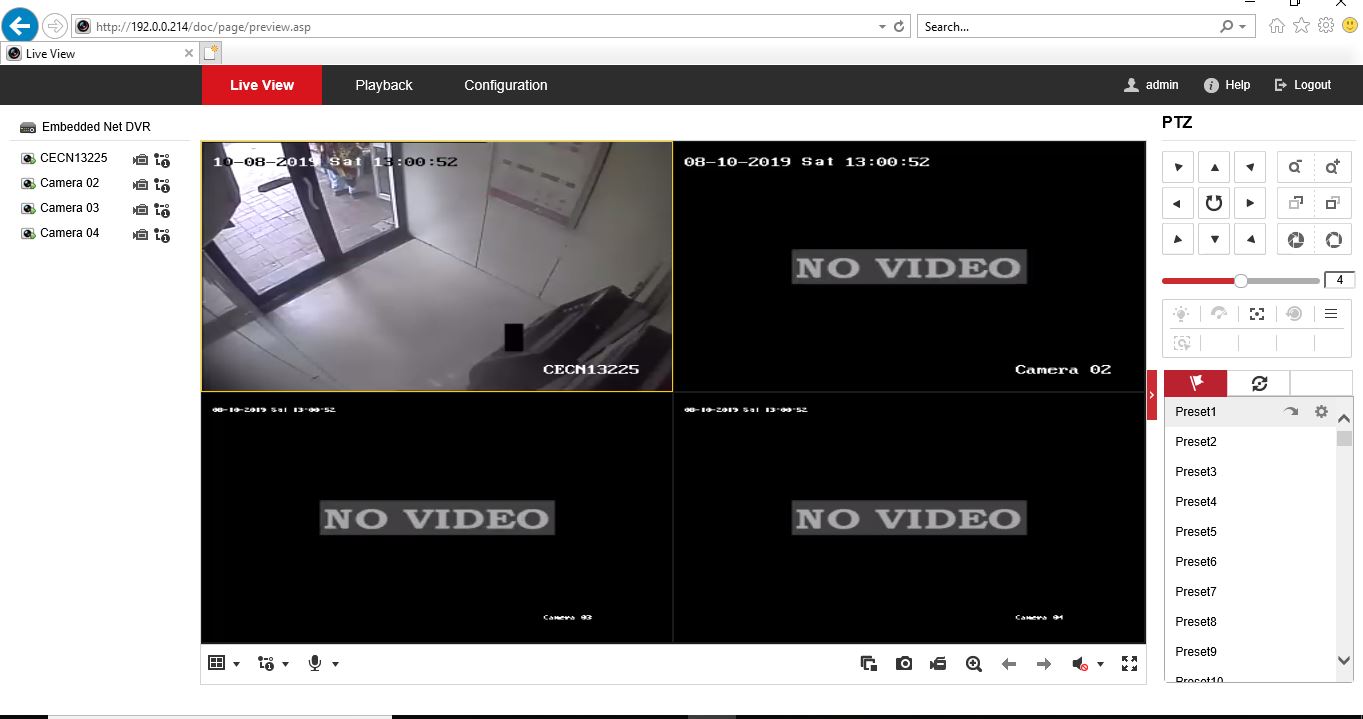 http://192.0.0.214/doc/page/preview.asp
Search...
Live View
Live View
Playback
Configuration
admin
Help
Logout
Embedded Net DVR
CECN13225
Camera 02
Camera 03
Camera 04
10-08-2019 Sat 13:00:52
CECN13225
08-10-2019 Sat 13:00:52
NO VIDEO
Camera 02
08-10-2019 Sat 13:00:52
NO VIDEO
Camera 03
08-10-2019 Sat 13:00:52
NO VIDEO
Camera 04
PTZ
4
Preset1
Preset2
Preset3
Preset4
Preset5
Preset6
Preset7
Preset8
Preset9
Preset10